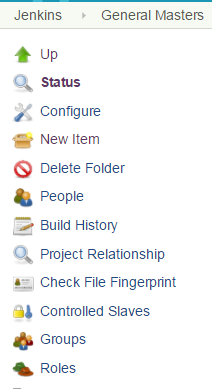 Jenkins General Masters
Up
Status
Configure
New Item
Delete Folder
People
Build History
Project Relationship
Check File Fingerprint
Controlled Slaves
Groups
Roles